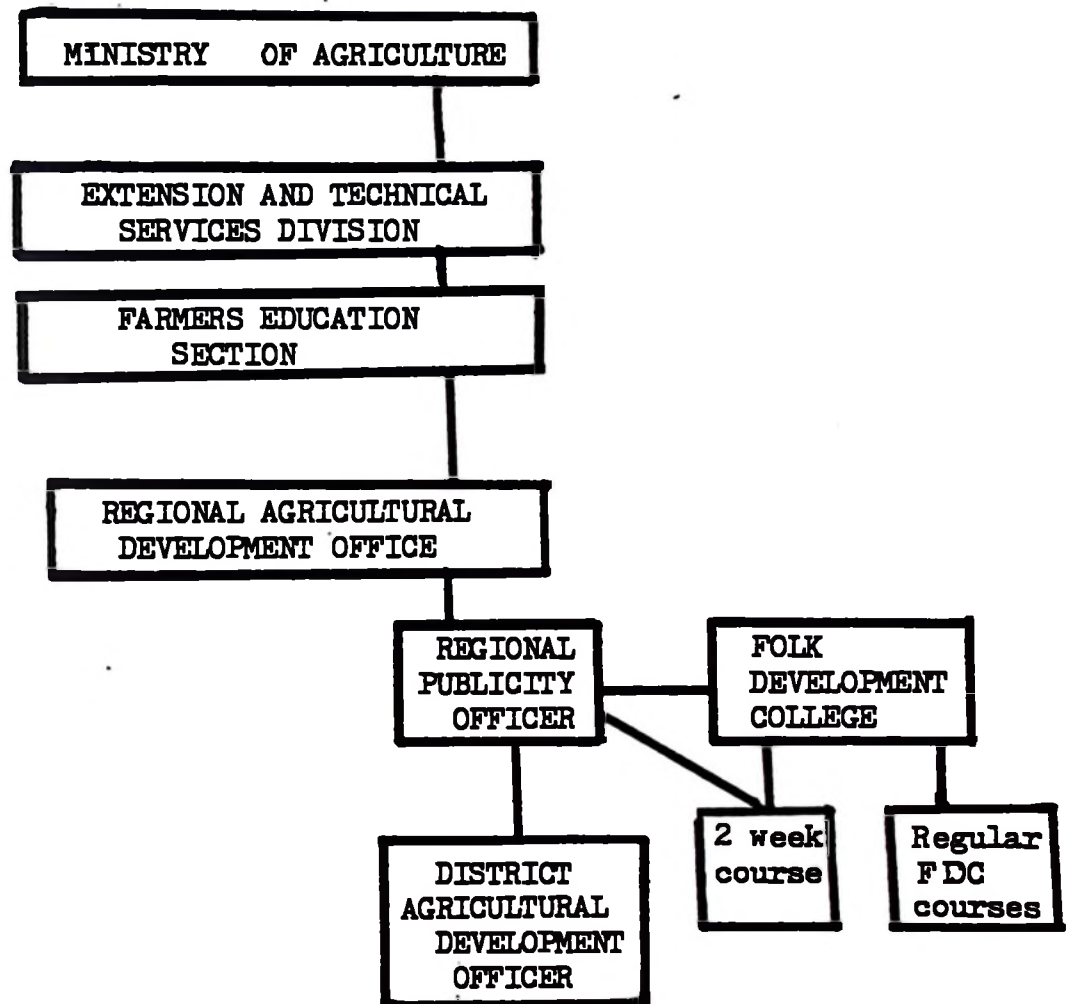 MINISTRY OF AGRICULTURE
EXTENSION AND TECHNICAL
SERVICES DIVISION
FARMERS EDUCATION
SECTION
REGIONAL AGRICULTURAL
DEVELOPMENT OFFICE
REGIONAL
PUBLICITY
OFFICER
FOLK
DEVELOPMENT
COLLEGE
2 week
course
Regular
FDC
courses
DISTRICT
AGRICULTURAL
DEVELOPMENT
OFFICER